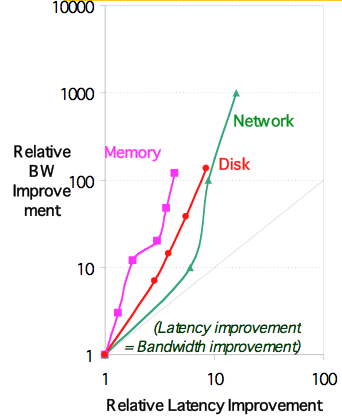 10000
1000
Network
Relative
BW
Improve
ment
Memory
Disk
100
10
(Latency improvement
= Bandwidth improvement)
1
1
10
100
Relative Latency Improvement